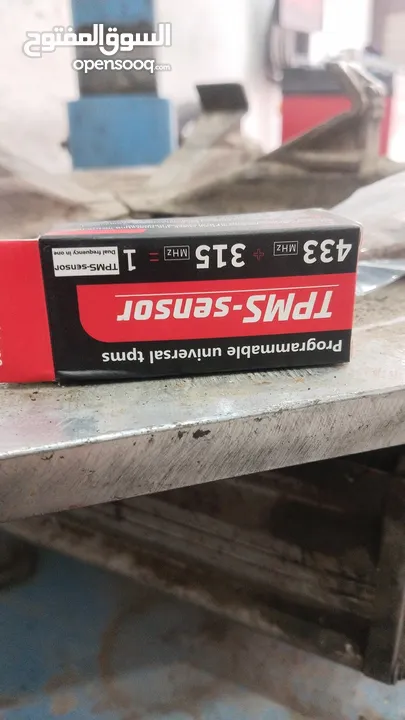 السوق المفتوح
opensooq.com
Programmable universal tpms
TPMS-sensor
433 MHz + 315 MHz = 1 TPMS-sensor
Dual frequency in one